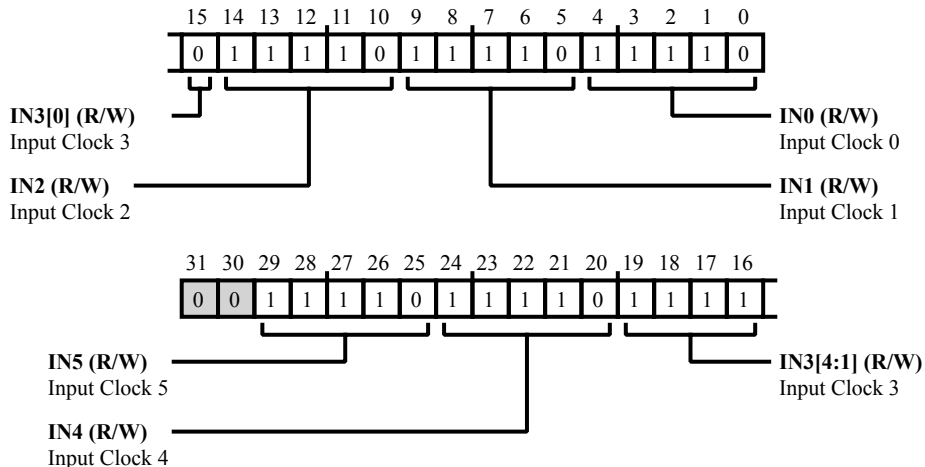 15 14 13 12 11 10 9 8 7 6 5 4 3 2 1 0
0 1 1 1 1 0 1 1 1 1 0 1 1 1 1 0
IN3[0] (R/W)
Input Clock 3
IN0 (R/W)
Input Clock 0
IN2 (R/W)
Input Clock 2
IN1 (R/W)
Input Clock 1
31 30 29 28 27 26 25 24 23 22 21 20 19 18 17 16
0 0 1 1 1 1 0 1 1 1 1 0 1 1 1 1
IN5 (R/W)
Input Clock 5
IN3[4:1] (R/W)
Input Clock 3
IN4 (R/W)
Input Clock 4